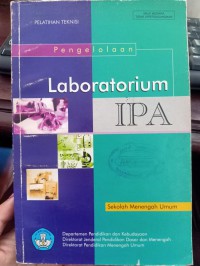 PELATIHAN TEKNISI
Pengelolaan
Laboratorium
IPA
Sekolah Menengah Umum
Departemen Pendidikan dan Kebudayaan
Direktorat Jenderal Pendidikan Dasar dan Menengah
Direktorat Pendidikan Menengah Umum